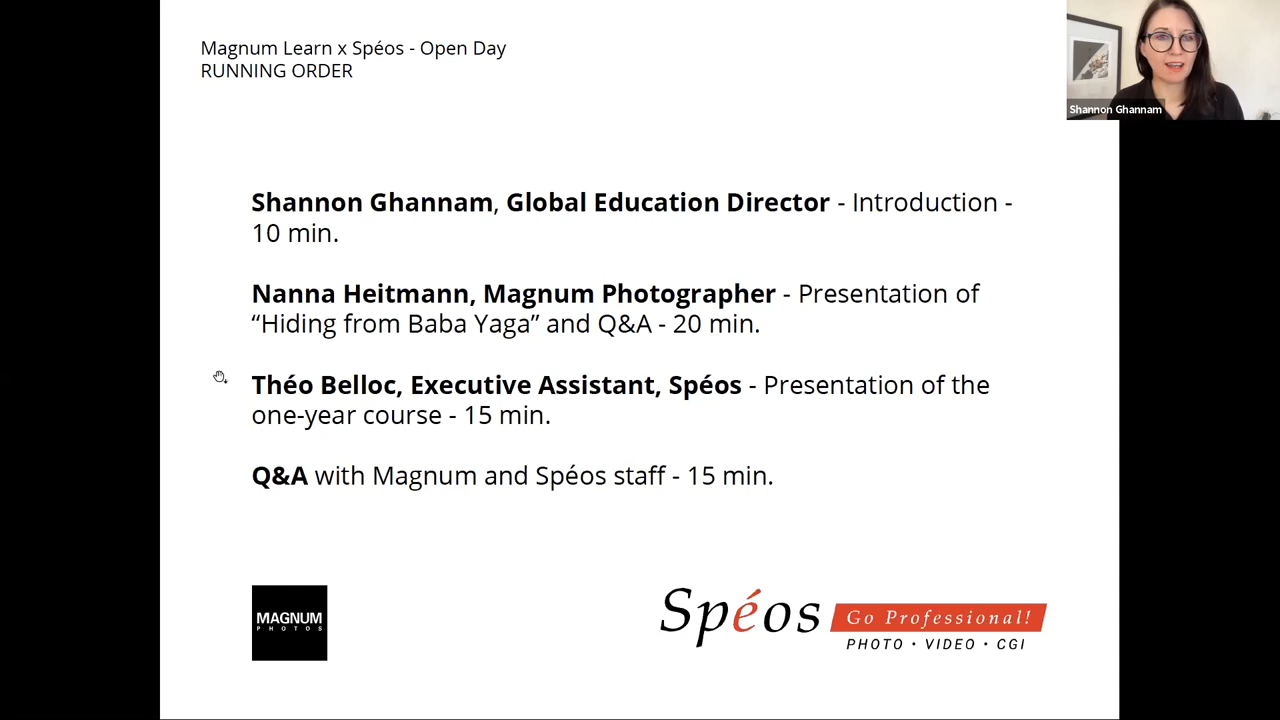 Magnum Learn x Spéos - Open Day
RUNNING ORDER
Shannon Ghannam
Shannon Ghannam, Global Education Director - Introduction -
10 min.
Nanna Heitmann, Magnum Photographer - Presentation of
“Hiding from Baba Yaga” and Q&A - 20 min.
Théo Belloc, Executive Assistant, Spéos - Presentation of the
one-year course - 15 min.
Q&A with Magnum and Spéos staff - 15 min.
MAGNUM
PHOTOS
Spéos Go Professional!
PHOTO • VIDEO • CGI